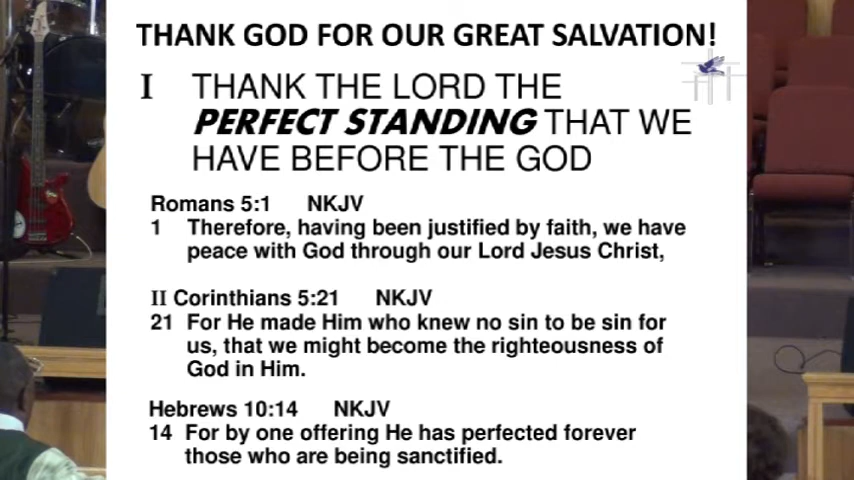 THANK GOD FOR OUR GREAT SALVATION!
I THANK THE LORD THE
PERFECT STANDING THAT WE
HAVE BEFORE THE GOD
Romans 5:1 NKJV
1 Therefore, having been justified by faith, we have
peace with God through our Lord Jesus Christ,
II Corinthians 5:21 NKJV
21 For He made Him who knew no sin to be sin for
us, that we might become the righteousness of
God in Him.
Hebrews 10:14 NKJV
14 For by one offering He has perfected forever
those who are being sanctified.